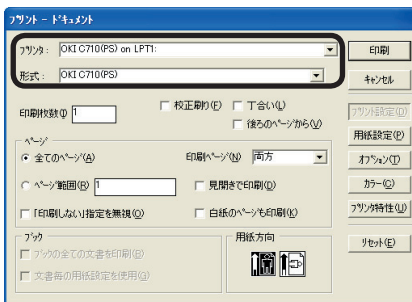 プリント - ドキュメント
プリンタ： OKI C710(PS) on LPT1:
形式： OKI C710(PS)
印刷
キャンセル
印刷枚数(I) 1
校正刷り(F)
丁合い(L)
後ろのページから(V)
プリント設定(O)
用紙設定(P)
オプション(T)
カラー(C)
プリンタ特性(U)
リセット(E)
ページ
全てのページ(A)
印刷ページ(N) 両方
ページ範囲(R) 1
見開きで印刷(D)
「印刷しない」指定を無視(O)
白紙のページも印刷(K)
ブック
ブックの全ての文書を印刷(B)
文書毎の用紙設定を使用(G)
用紙方向